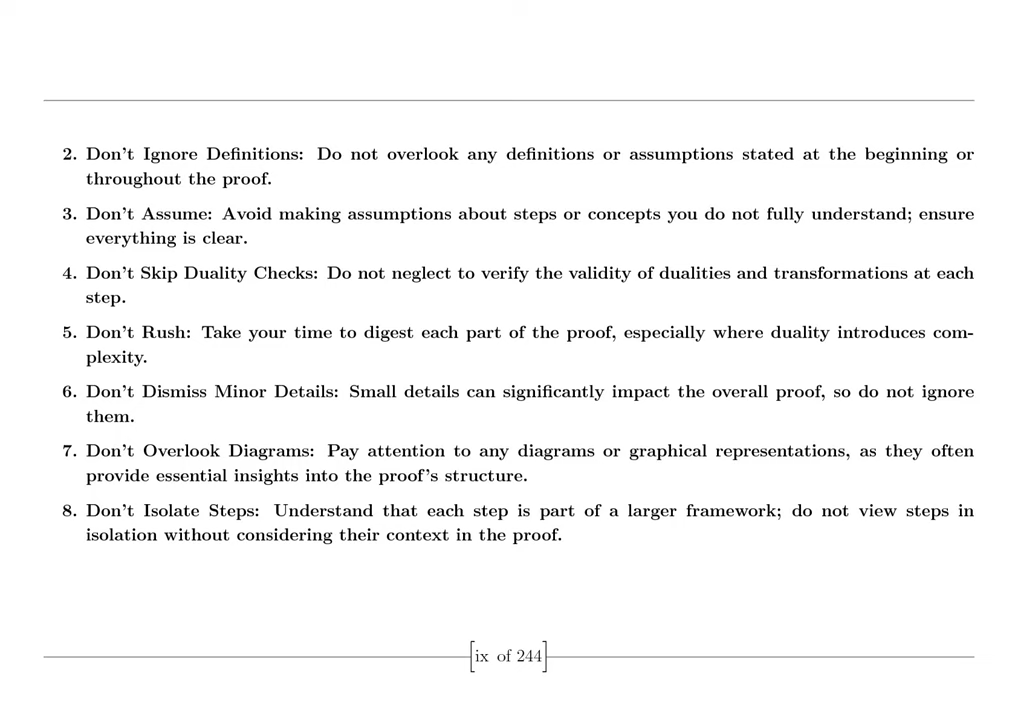 2. Don't Ignore Definitions: Do not overlook any definitions or assumptions stated at the beginning or
throughout the proof.
3. Don't Assume: Avoid making assumptions about steps or concepts you do not fully understand; ensure
everything is clear.
4. Don't Skip Duality Checks: Do not neglect to verify the validity of dualities and transformations at each
step.
5. Don't Rush: Take your time to digest each part of the proof, especially where duality introduces com-
plexity.
6. Don't Dismiss Minor Details: Small details can significantly impact the overall proof, so do not ignore
them.
7. Don't Overlook Diagrams: Pay attention to any diagrams or graphical representations, as they often
provide essential insights into the proof's structure.
8. Don't Isolate Steps: Understand that each step is part of a larger framework; do not view steps in
isolation without considering their context in the proof.
[ix of 244]